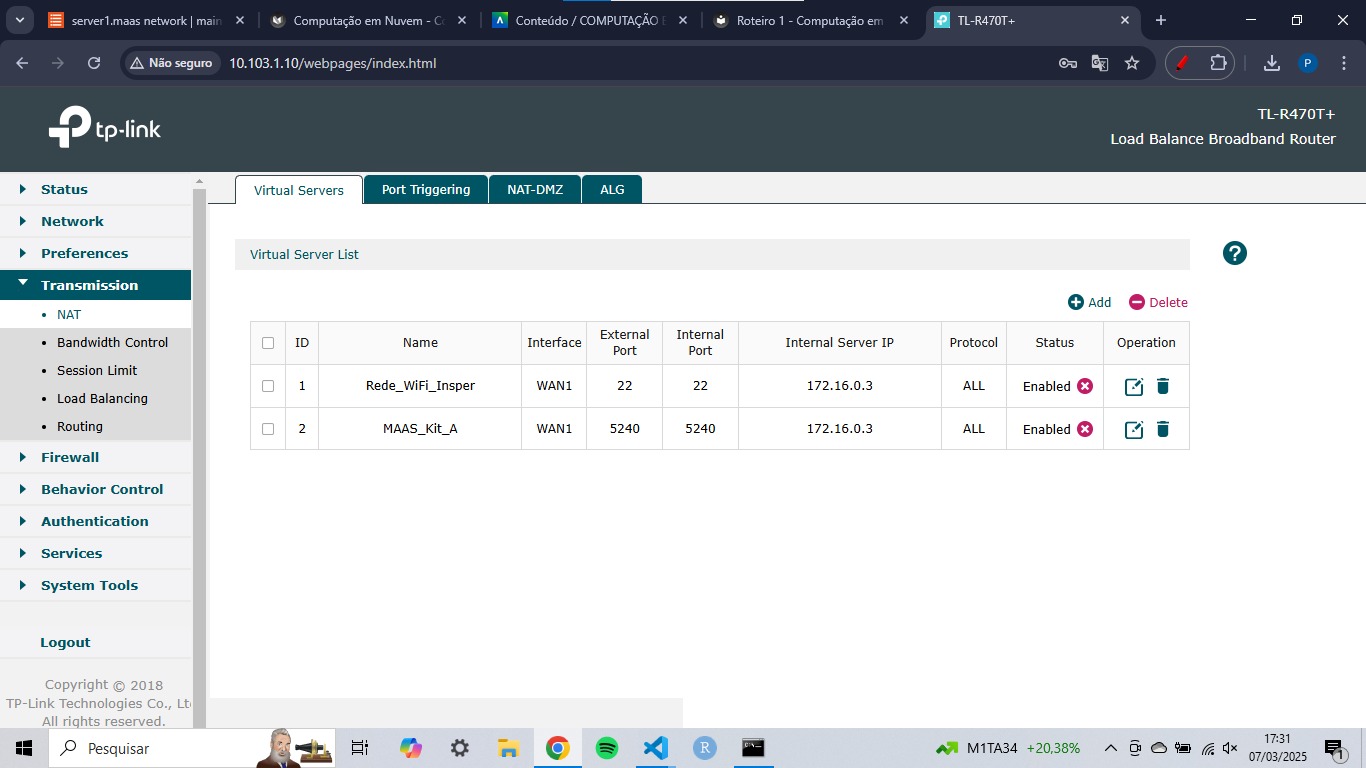 server1.maas network | main
Computação em Nuvem - Co
Conteúdo / COMPUTAÇÃO E
Roteiro 1 - Computação em
TL-R470T+
Não seguro
10.103.1.10/webpages/index.html
P
tp-link
TL-R470T+
Load Balance Broadband Router
Status
Network
Preferences
Transmission
NAT
Bandwidth Control
Session Limit
Load Balancing
Routing
Firewall
Behavior Control
Authentication
Services
System Tools
Logout
Copyright © 2018
TP-Link Technologies Co., Lt
All rights reserved.
Virtual Servers Port Triggering NAT-DMZ ALG
Virtual Server List
?
Add Delete
ID Name Interface External Port Internal Port Internal Server IP Protocol Status Operation
1 Rede_WiFi_Insper WAN1 22 22 172.16.0.3 ALL Enabled
2 MAAS_Kit_A WAN1 5240 5240 172.16.0.3 ALL Enabled
Pesquisar
R
M1TA34 +20,38%
17:31
07/03/2025
1